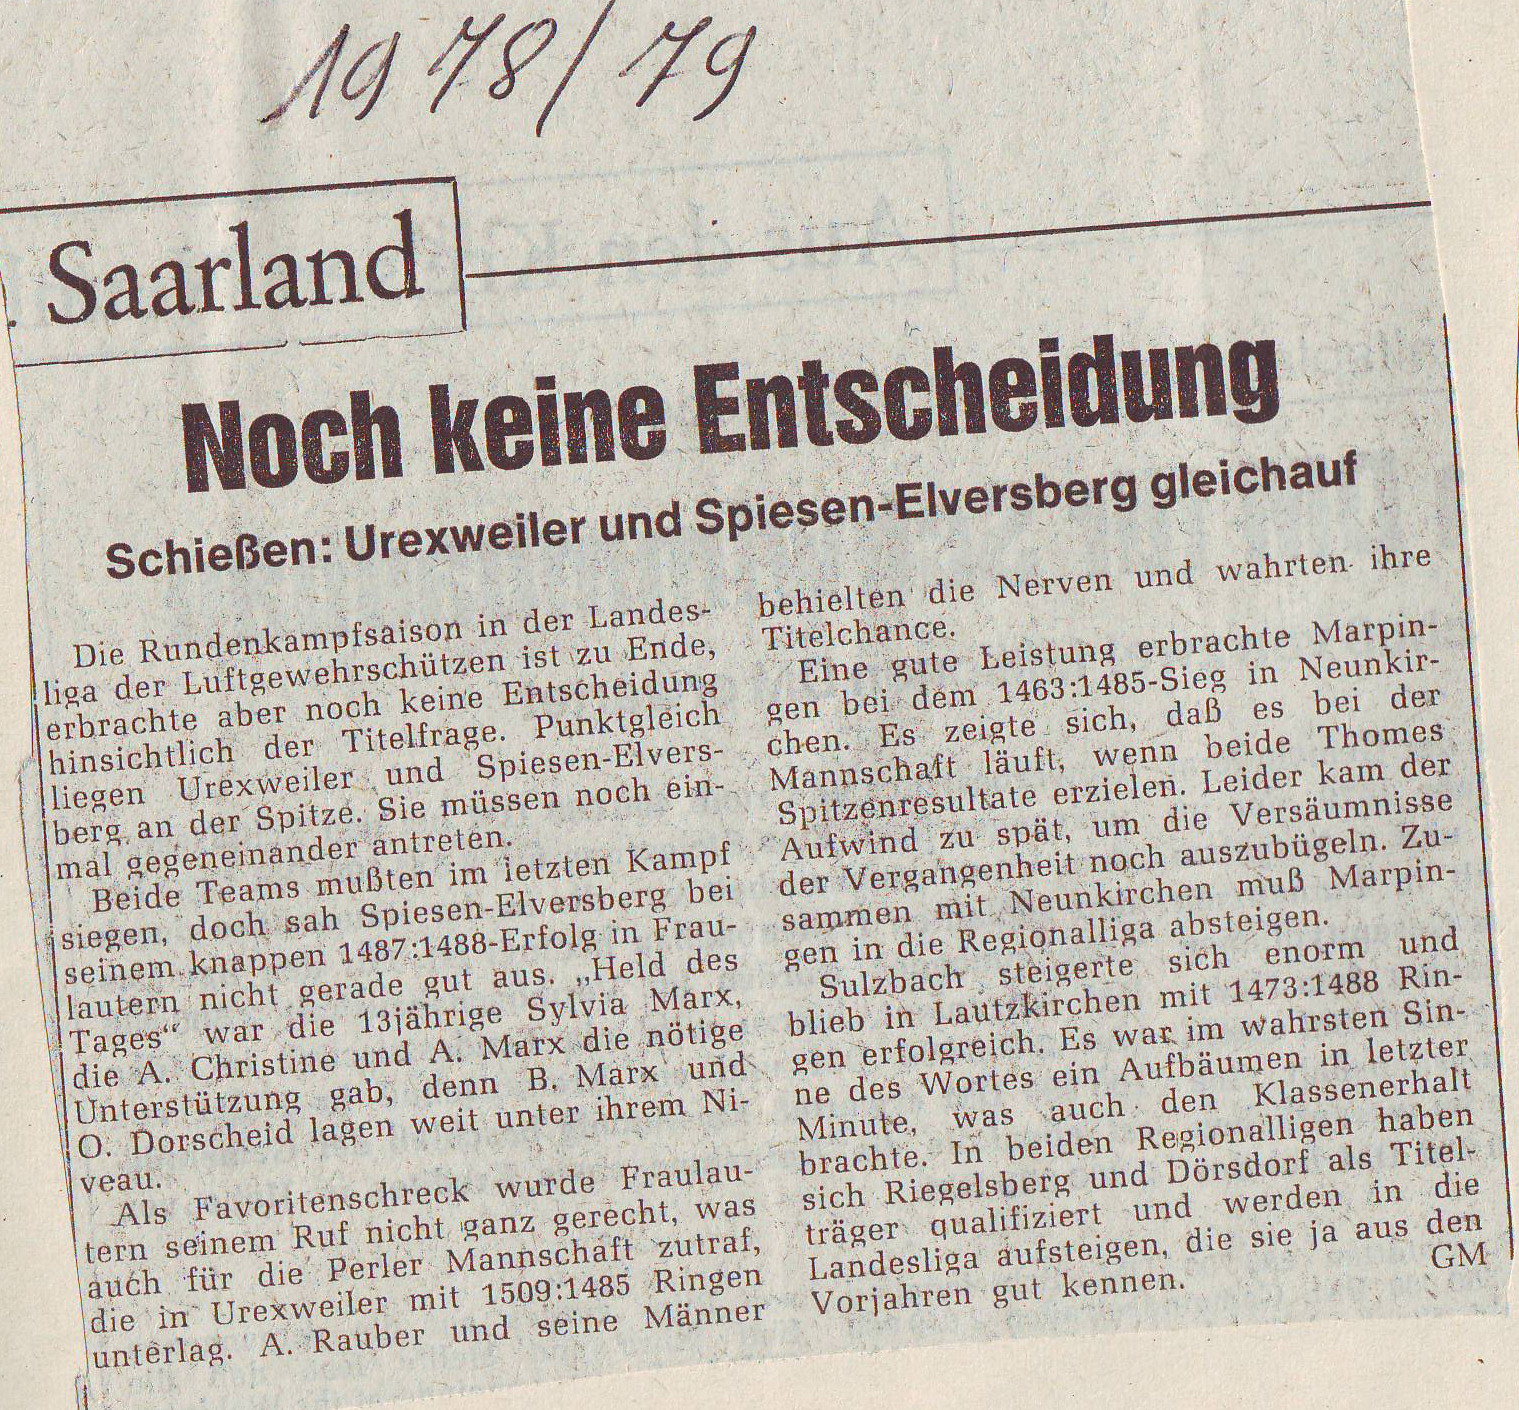 1978/79
. Saarland
Noch keine Entscheidung
Schießen: Urexweiler und Spiesen-Elversberg gleichauf
Die Rundenkampfsaison in der Landes-
liga der Luftgewehrschützen ist zu Ende,
erbrachte aber noch keine Entscheidung
hinsichtlich der Titelfrage. Punktgleich
liegen Urexweiler und Spiesen-Elvers-
berg an der Spitze. Sie müssen noch ein-
mal gegeneinander antreten.
Beide Teams mußten im letzten Kampf
siegen, doch sah Spiesen-Elversberg bei
seinem knappen 1487:1488-Erfolg in Frau-
lautern nicht gerade gut aus. „Held des
Tages“ war die 13jährige Sylvia Marx,
die A. Christine und A. Marx die nötige
Unterstützung gab, denn B. Marx und
O. Dorscheid lagen weit unter ihrem Ni-
veau.
Als Favoritenschreck wurde Fraulau-
tern seinem Ruf nicht ganz gerecht, was
auch für die Perler Mannschaft zutraf,
die in Urexweiler mit 1509:1485 Ringen
unterlag. A. Rauber und seine Männer
behielten die Nerven und wahrten ihre
Titelchance.
Eine gute Leistung erbrachte Marpin-
gen bei dem 1463:1485-Sieg in Neunkir-
chen. Es zeigte sich, daß es bei der
Mannschaft läuft, wenn beide Thomes
Spitzenresultate erzielen. Leider kam der
Aufwind zu spät, um die Versäumnisse
der Vergangenheit noch auszubügeln. Zu-
sammen mit Neunkirchen muß Marpin-
gen in die Regionalliga absteigen.
Sulzbach steigerte sich enorm und
blieb in Lautzkirchen mit 1473:1488 Rin-
gen erfolgreich. Es war im wahrsten Sin-
ne des Wortes ein Aufbäumen in letzter
Minute, was auch den Klassenerhalt
brachte. In beiden Regionalligen haben
sich Riegelsberg und Dörsdorf als Titel-
träger qualifiziert und werden in die
Landesliga aufsteigen, die sie ja aus den
Vorjahren gut kennen. GM